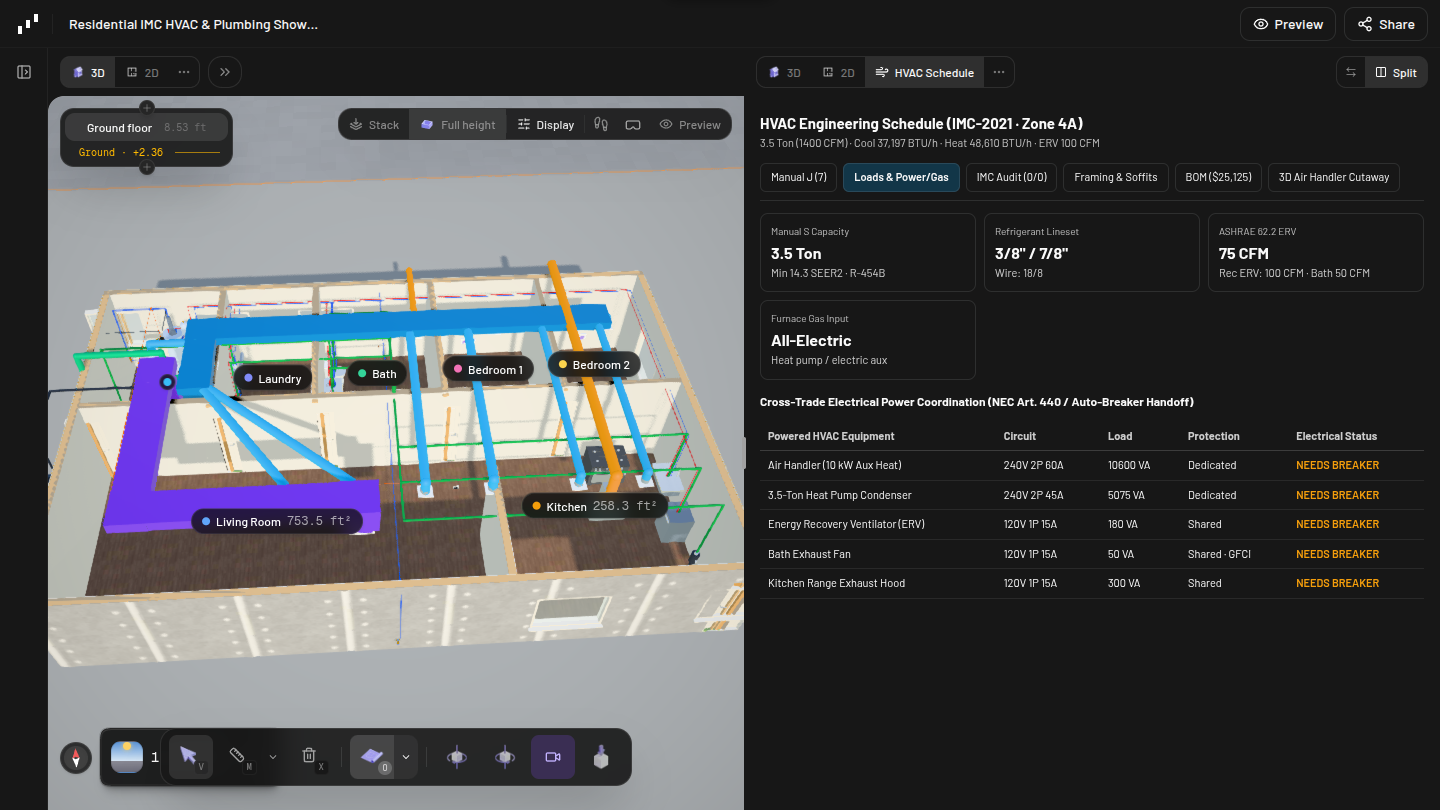 Residential IMC HVAC & Plumbing Show...
Preview
Share
3D
2D
3D
2D
HVAC Schedule
Split
Ground floor 8.53 ft
Ground · +2.36
Stack
Full height
Display
Preview
Laundry
Bath
Bedroom 1
Bedroom 2
Living Room 753.5 ft²
Kitchen 258.3 ft²
1
V
M
X
O
HVAC Engineering Schedule (IMC-2021 · Zone 4A)
3.5 Ton (1400 CFM) · Cool 37,197 BTU/h · Heat 48,610 BTU/h · ERV 100 CFM
Manual J (7)
Loads & Power/Gas
IMC Audit (0/0)
Framing & Soffits
BOM ($25,125)
3D Air Handler Cutaway
Manual S Capacity
3.5 Ton
Min 14.3 SEER2 · R-454B
Refrigerant Lineset
3/8" / 7/8"
Wire: 18/8
ASHRAE 62.2 ERV
75 CFM
Rec ERV: 100 CFM · Bath 50 CFM
Furnace Gas Input
All-Electric
Heat pump / electric aux
Cross-Trade Electrical Power Coordination (NEC Art. 440 / Auto-Breaker Handoff)
Powered HVAC Equipment Circuit Load Protection Electrical Status
Air Handler (10 kW Aux Heat) 240V 2P 60A 10600 VA Dedicated NEEDS BREAKER
3.5-Ton Heat Pump Condenser 240V 2P 45A 5075 VA Dedicated NEEDS BREAKER
Energy Recovery Ventilator (ERV) 120V 1P 15A 180 VA Shared NEEDS BREAKER
Bath Exhaust Fan 120V 1P 15A 50 VA Shared · GFCI NEEDS BREAKER
Kitchen Range Exhaust Hood 120V 1P 15A 300 VA Shared NEEDS BREAKER